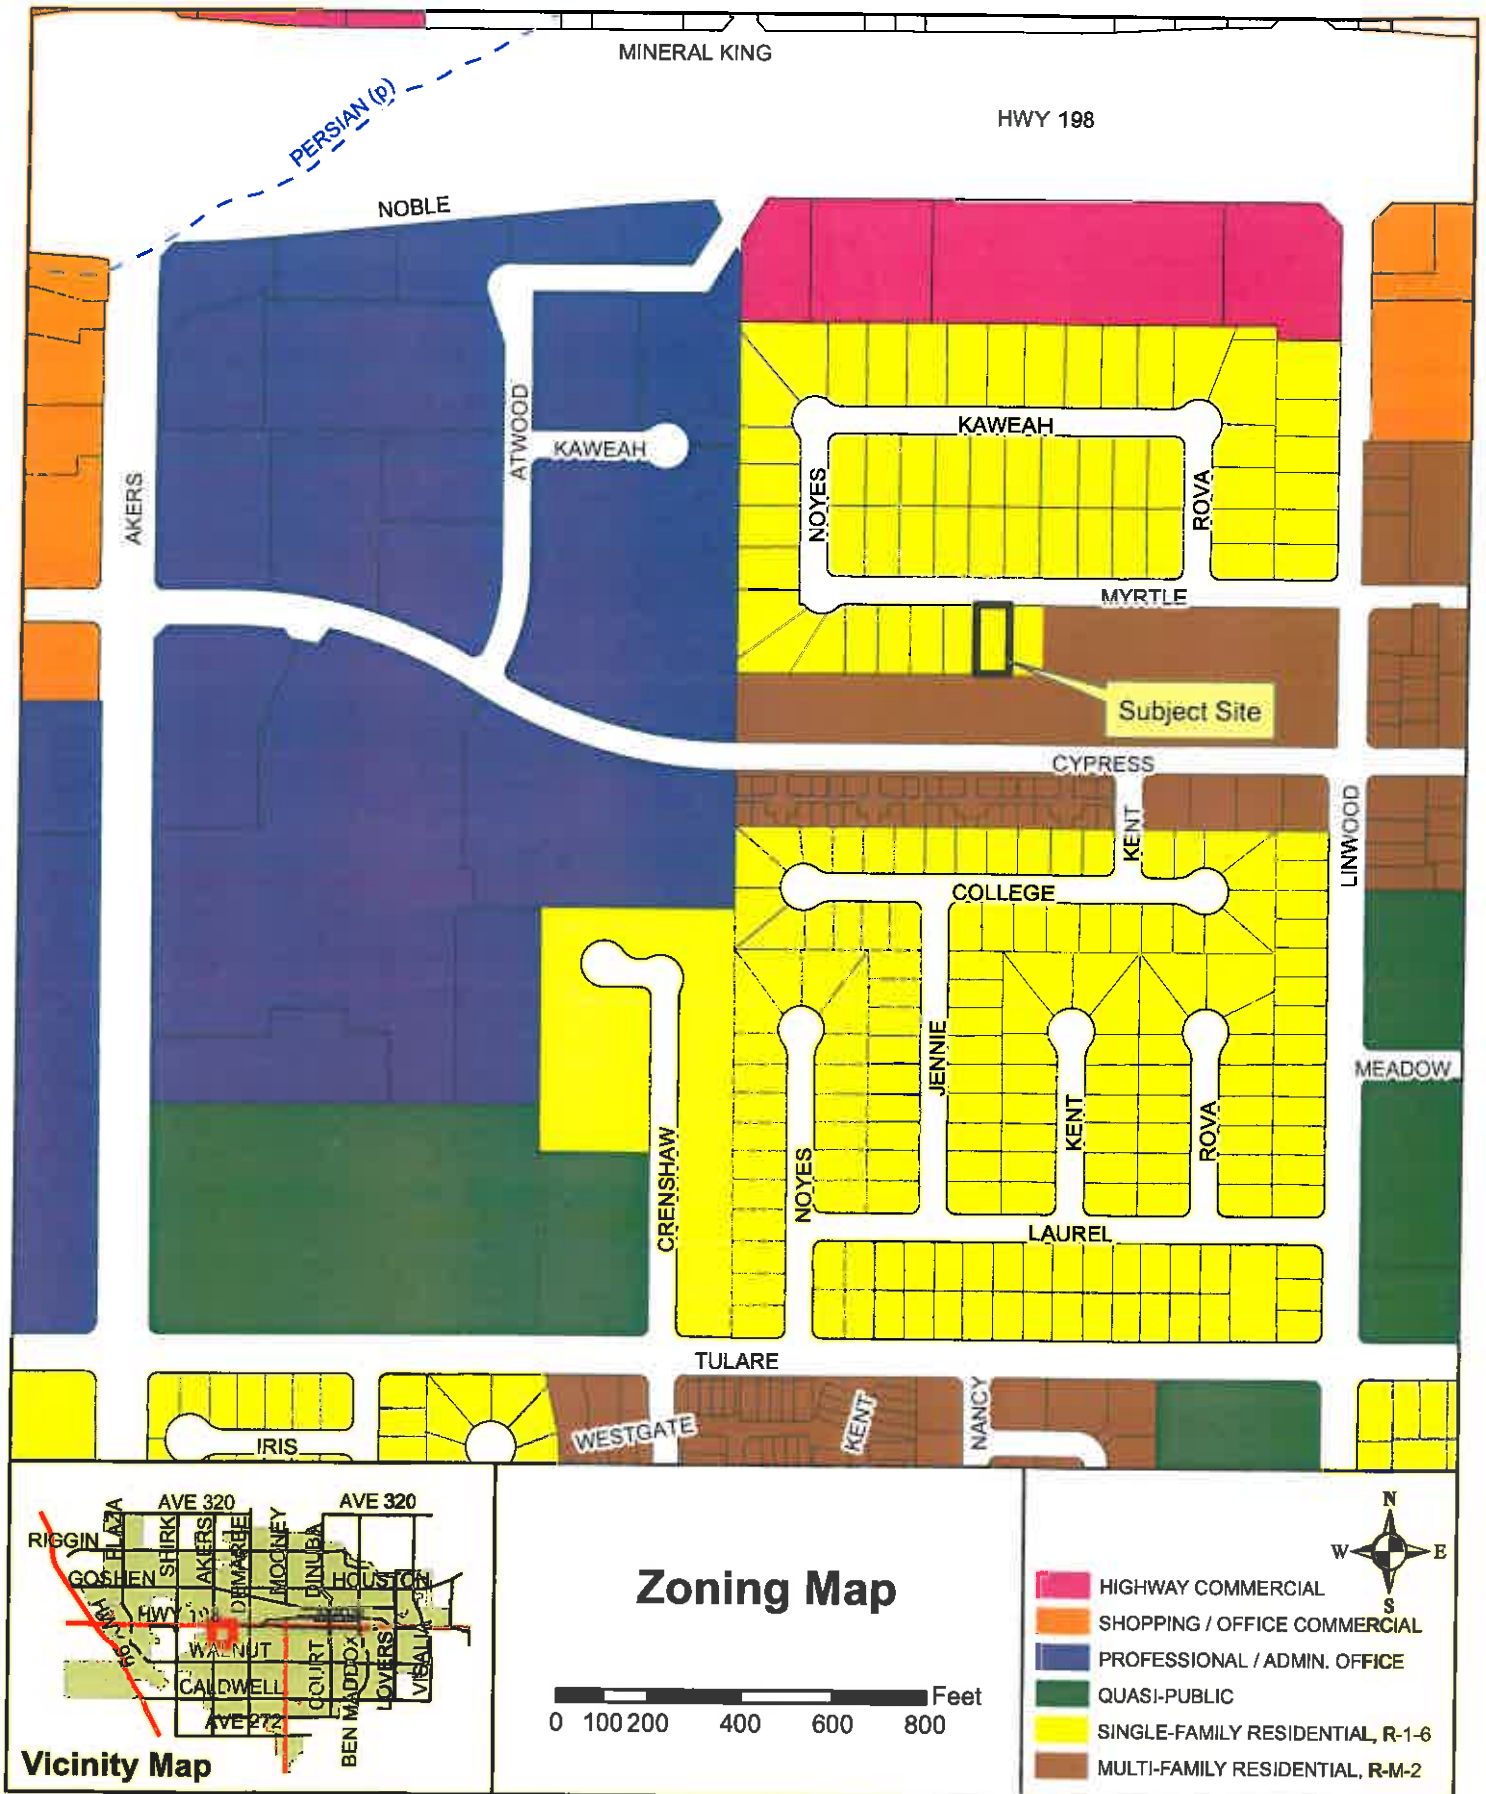 MINERAL KING
HWY 198
PERSIAN (p)
NOBLE
AKERS
ATWOOD
KAWEAH
KAWEAH
NOYES
ROVA
MYRTLE
Subject Site
CYPRESS
KENT
LINWOOD
COLLEGE
JENNIE
MEADOW
KENT
ROVA
CRENSHAW
NOYES
LAUREL
TULARE
WESTGATE
KENT
NANCY
IRIS
AVE 320
AVE 320
RIGGIN
PLAZA
SHIRK
AKERS
DEMAREE
MOONEY
DINUBA
GOSHEN
HOUSTON
HWY 198
HWY 99
WALNUT
CALDWELL
COURT
BEN MADDOX
LOVERS
VISALIA
AVE 272
Vicinity Map
Zoning Map
Feet
0 100 200 400 600 800
N
W E
S
HIGHWAY COMMERCIAL
SHOPPING / OFFICE COMMERCIAL
PROFESSIONAL / ADMIN. OFFICE
QUASI-PUBLIC
SINGLE-FAMILY RESIDENTIAL, R-1-6
MULTI-FAMILY RESIDENTIAL, R-M-2